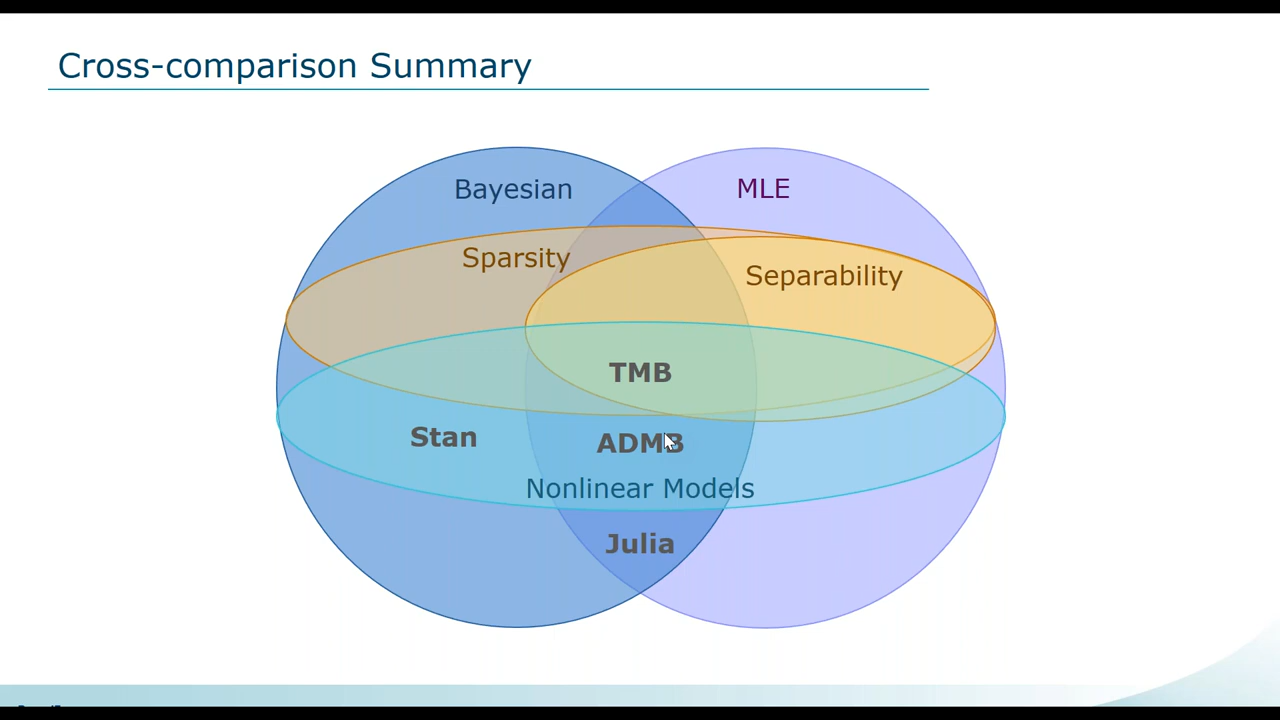 Cross-comparison Summary
Bayesian
MLE
Sparsity
Separability
TMB
Stan
ADMB
Nonlinear Models
Julia